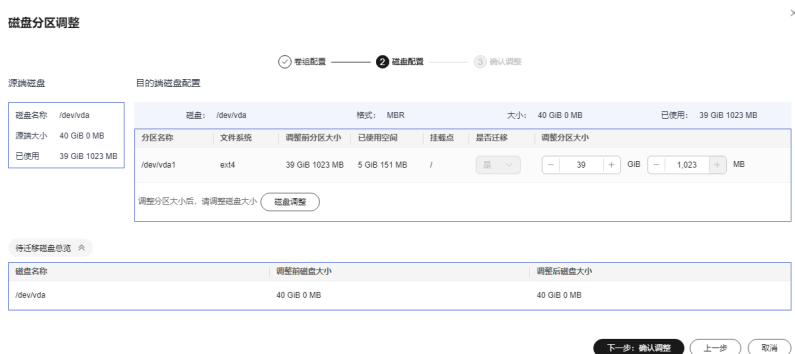 磁盘分区调整
卷组配置 2 磁盘配置 3 确认调整
源端磁盘
目的端磁盘配置
磁盘名称 /dev/vda
源端大小 40 GiB 0 MB
已使用 39 GiB 1023 MB
磁盘: /dev/vda 格式: MBR 大小: 40 GiB 0 MB 已使用: 39 GiB 1023 MB
分区名称 文件系统 调整前分区大小 已使用空间 挂载点 是否迁移 调整分区大小
/dev/vda1 ext4 39 GiB 1023 MB 5 GiB 151 MB / 是 − 39 + GiB − 1,023 + MB
调整分区大小后，请调整磁盘大小 磁盘调整
待迁移磁盘总览
磁盘名称 调整前磁盘大小 调整后磁盘大小
/dev/vda 40 GiB 0 MB 40 GiB 0 MB
下一步：确认调整 上一步 取消